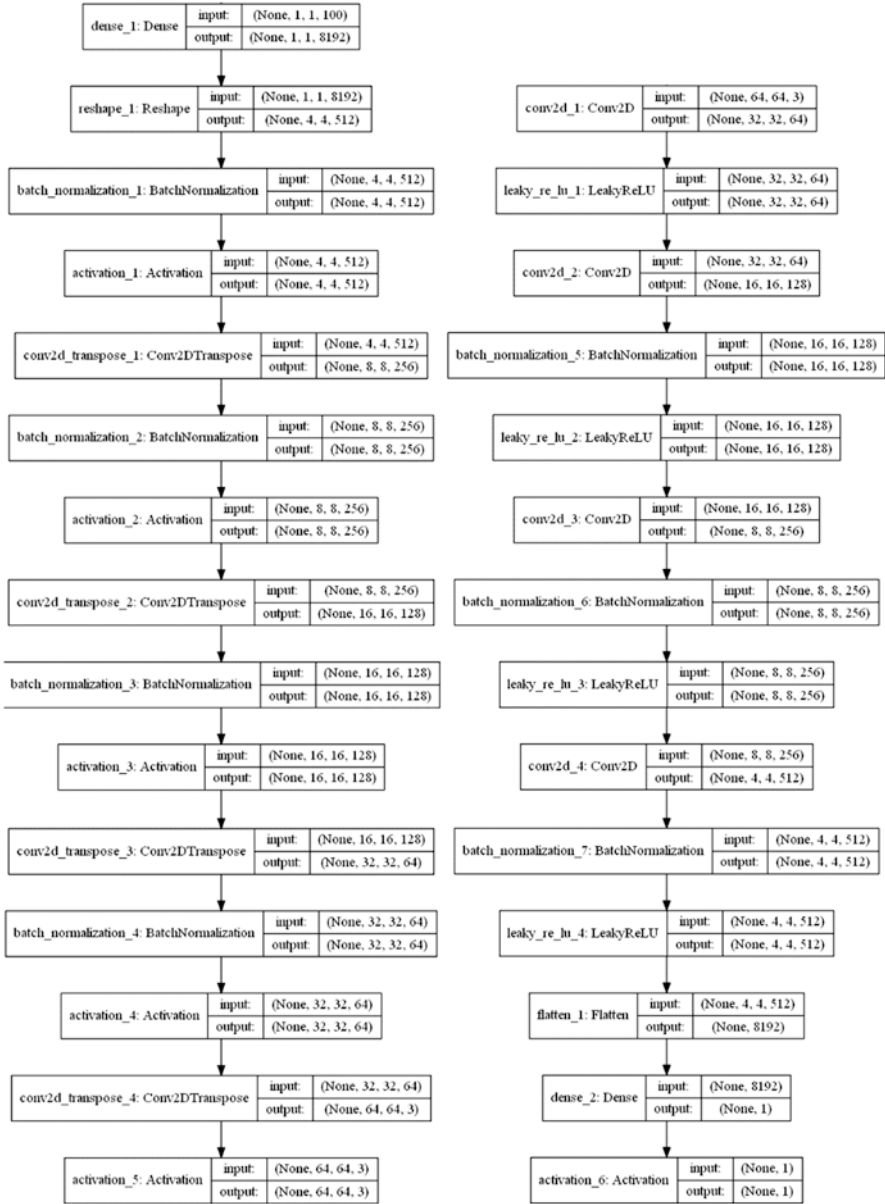 dense_1: Dense
input: (None, 1, 1, 100)
output: (None, 1, 1, 8192)
reshape_1: Reshape
input: (None, 1, 1, 8192)
output: (None, 4, 4, 512)
batch_normalization_1: BatchNormalization
input: (None, 4, 4, 512)
output: (None, 4, 4, 512)
activation_1: Activation
input: (None, 4, 4, 512)
output: (None, 4, 4, 512)
conv2d_transpose_1: Conv2DTranspose
input: (None, 4, 4, 512)
output: (None, 8, 8, 256)
batch_normalization_2: BatchNormalization
input: (None, 8, 8, 256)
output: (None, 8, 8, 256)
activation_2: Activation
input: (None, 8, 8, 256)
output: (None, 8, 8, 256)
conv2d_transpose_2: Conv2DTranspose
input: (None, 8, 8, 256)
output: (None, 16, 16, 128)
batch_normalization_3: BatchNormalization
input: (None, 16, 16, 128)
output: (None, 16, 16, 128)
activation_3: Activation
input: (None, 16, 16, 128)
output: (None, 16, 16, 128)
conv2d_transpose_3: Conv2DTranspose
input: (None, 16, 16, 128)
output: (None, 32, 32, 64)
batch_normalization_4: BatchNormalization
input: (None, 32, 32, 64)
output: (None, 32, 32, 64)
activation_4: Activation
input: (None, 32, 32, 64)
output: (None, 32, 32, 64)
conv2d_transpose_4: Conv2DTranspose
input: (None, 32, 32, 64)
output: (None, 64, 64, 3)
activation_5: Activation
input: (None, 64, 64, 3)
output: (None, 64, 64, 3)
conv2d_1: Conv2D
input: (None, 64, 64, 3)
output: (None, 32, 32, 64)
leaky_re_lu_1: LeakyReLU
input: (None, 32, 32, 64)
output: (None, 32, 32, 64)
conv2d_2: Conv2D
input: (None, 32, 32, 64)
output: (None, 16, 16, 128)
batch_normalization_5: BatchNormalization
input: (None, 16, 16, 128)
output: (None, 16, 16, 128)
leaky_re_lu_2: LeakyReLU
input: (None, 16, 16, 128)
output: (None, 16, 16, 128)
conv2d_3: Conv2D
input: (None, 16, 16, 128)
output: (None, 8, 8, 256)
batch_normalization_6: BatchNormalization
input: (None, 8, 8, 256)
output: (None, 8, 8, 256)
leaky_re_lu_3: LeakyReLU
input: (None, 8, 8, 256)
output: (None, 8, 8, 256)
conv2d_4: Conv2D
input: (None, 8, 8, 256)
output: (None, 4, 4, 512)
batch_normalization_7: BatchNormalization
input: (None, 4, 4, 512)
output: (None, 4, 4, 512)
leaky_re_lu_4: LeakyReLU
input: (None, 4, 4, 512)
output: (None, 4, 4, 512)
flatten_1: Flatten
input: (None, 4, 4, 512)
output: (None, 8192)
dense_2: Dense
input: (None, 8192)
output: (None, 1)
activation_6: Activation
input: (None, 1)
output: (None, 1)